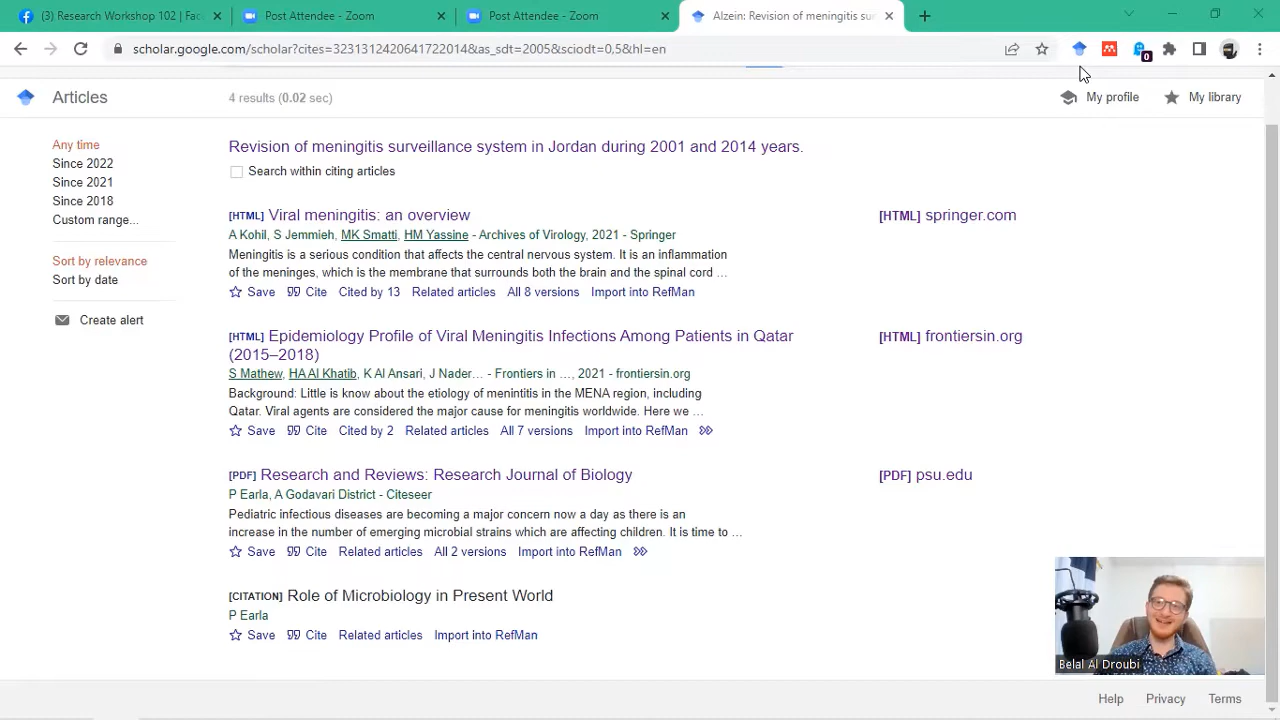 (3) Research Workshop 102 | Fac
Post Attendee - Zoom
Post Attendee - Zoom
Alzein: Revision of meningitis su
scholar.google.com/scholar?cites=3231312420641722014&as_sdt=2005&sciodt=0,5&hl=en
0
Articles
4 results (0.02 sec)
My profile
My library
Any time
Since 2022
Since 2021
Since 2018
Custom range...
Sort by relevance
Sort by date
Create alert
Revision of meningitis surveillance system in Jordan during 2001 and 2014 years.
Search within citing articles
[HTML] Viral meningitis: an overview
[HTML] springer.com
A Kohil, S Jemmieh, MK Smatti, HM Yassine - Archives of Virology, 2021 - Springer
Meningitis is a serious condition that affects the central nervous system. It is an inflammation
of the meninges, which is the membrane that surrounds both the brain and the spinal cord …
Save Cite Cited by 13 Related articles All 8 versions Import into RefMan
[HTML] Epidemiology Profile of Viral Meningitis Infections Among Patients in Qatar
(2015–2018)
[HTML] frontiersin.org
S Mathew, HA Al Khatib, K Al Ansari, J Nader… - Frontiers in …, 2021 - frontiersin.org
Background: Little is know about the etiology of menintitis in the MENA region, including
Qatar. Viral agents are considered the major cause for meningitis worldwide. Here we …
Save Cite Cited by 2 Related articles All 7 versions Import into RefMan
[PDF] Research and Reviews: Research Journal of Biology
[PDF] psu.edu
P Earla, A Godavari District - Citeseer
Pediatric infectious diseases are becoming a major concern now a day as there is an
increase in the number of emerging microbial strains which are affecting children. It is time to …
Save Cite Related articles All 2 versions Import into RefMan
[CITATION] Role of Microbiology in Present World
P Earla
Save Cite Related articles Import into RefMan
Belal Al Droubi
Help Privacy Terms